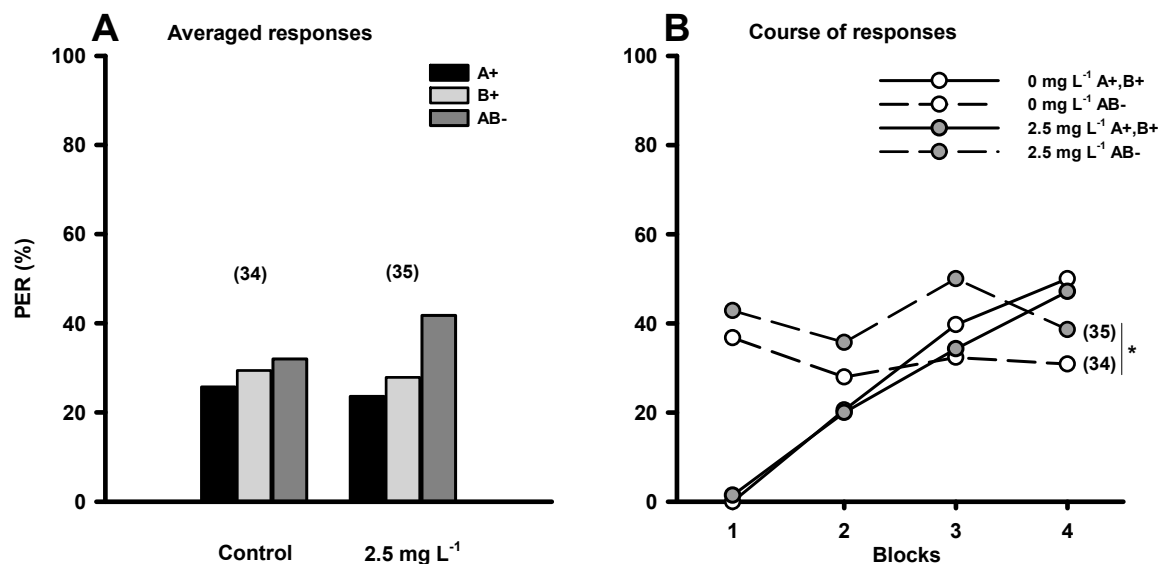 A Averaged responses
100
80
60
40
20
0
PER (%)
A+
B+
AB-
(34)
(35)
Control
2.5 mg L⁻¹
B Course of responses
100
80
60
40
20
0
0 mg L⁻¹ A+,B+
0 mg L⁻¹ AB-
2.5 mg L⁻¹ A+,B+
2.5 mg L⁻¹ AB-
(35)
(34)
*
1 2 3 4
Blocks